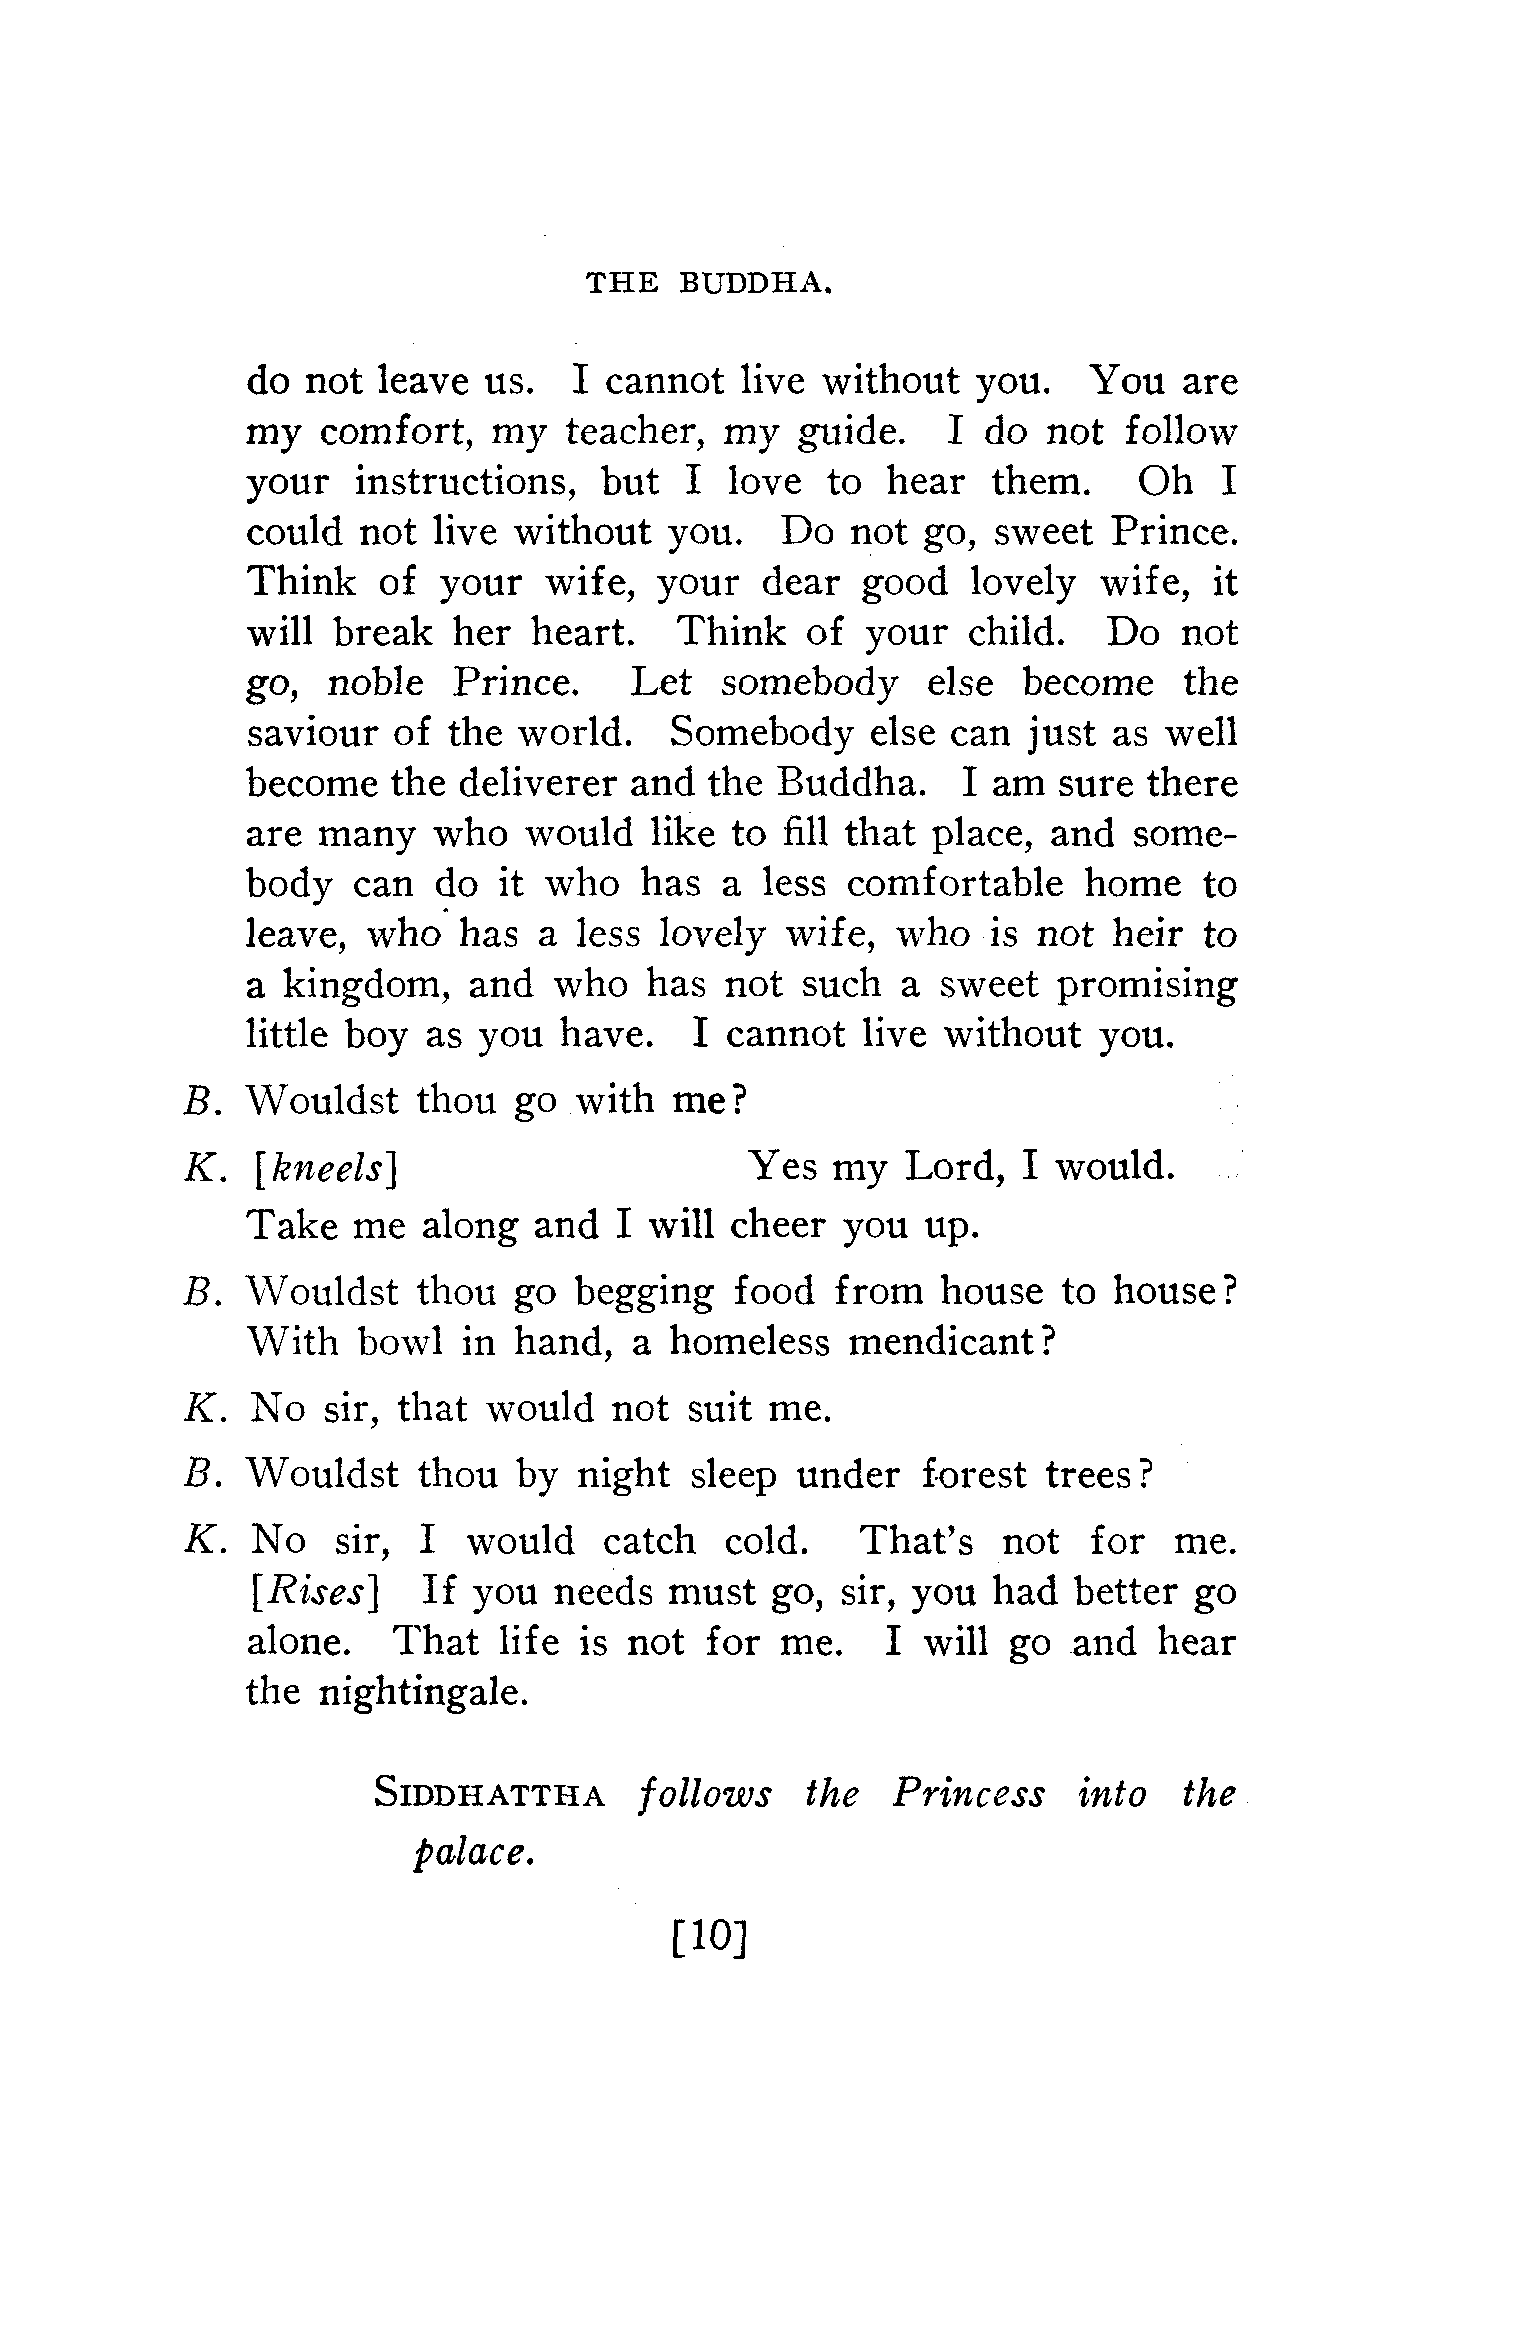 THE BUDDHA.
do not leave us. I cannot live without you. You are
my comfort, my teacher, my guide. I do not follow
your instructions, but I love to hear them. Oh I
could not live without you. Do not go, sweet Prince.
Think of your wife, your dear good lovely wife, it
will break her heart. Think of your child. Do not
go, noble Prince. Let somebody else become the
saviour of the world. Somebody else can just as well
become the deliverer and the Buddha. I am sure there
are many who would like to fill that place, and some-
body can do it who has a less comfortable home to
leave, who has a less lovely wife, who is not heir to
a kingdom, and who has not such a sweet promising
little boy as you have. I cannot live without you.
B. Wouldst thou go with me?
K. [kneels] Yes my Lord, I would.
Take me along and I will cheer you up.
B. Wouldst thou go begging food from house to house?
With bowl in hand, a homeless mendicant?
K. No sir, that would not suit me.
B. Wouldst thou by night sleep under forest trees?
K. No sir, I would catch cold. That's not for me.
[Rises] If you needs must go, sir, you had better go
alone. That life is not for me. I will go and hear
the nightingale.
SIDDHATTHA follows the Princess into the
palace.
[10]